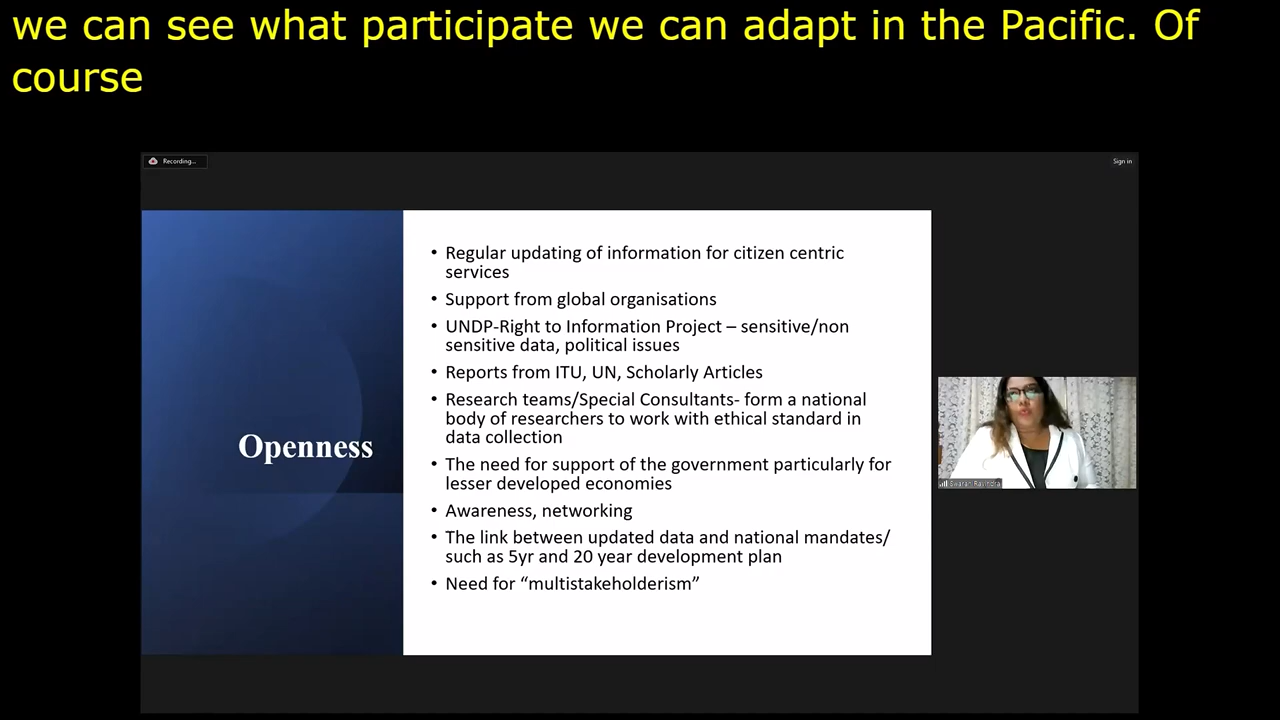 we can see what participate we can adapt in the Pacific. Of
course
Recording...
Sign in
Openness
• Regular updating of information for citizen centric
services
• Support from global organisations
• UNDP-Right to Information Project – sensitive/non
sensitive data, political issues
• Reports from ITU, UN, Scholarly Articles
• Research teams/Special Consultants- form a national
body of researchers to work with ethical standard in
data collection
• The need for support of the government particularly for
lesser developed economies
• Awareness, networking
• The link between updated data and national mandates/
such as 5yr and 20 year development plan
• Need for “multistakeholderism”
Swaran Ravindra